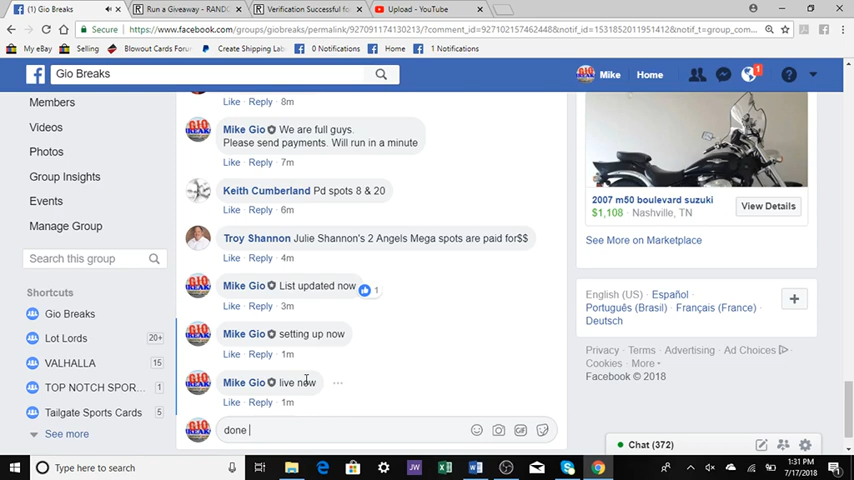 (1) Gio Breaks
Run a Giveaway - RANDO
Verification Successful fo
Upload - YouTube
https://www.facebook.com/groups/giobreaks/permalink/927091174130213/?comment_id=927102157462448&notif_id=1531852011951412&notif_t=group_com
My eBay
Selling
Blowout Cards Forum
Create Shipping Lab
0 Notifications
Home
1 Notifications
Gio Breaks
Mike
Home
1
Members
Videos
Photos
Group Insights
Events
Manage Group
Search this group
Shortcuts
Gio Breaks
Lot Lords 20+
VALHALLA 15
TOP NOTCH SPOR... 1
Tailgate Sports Cards 5
See more
Like · Reply · 8m
Mike Gio We are full guys.
Please send payments. Will run in a minute
Like · Reply · 7m
Keith Cumberland Pd spots 8 & 20
Like · Reply · 6m
Troy Shannon Julie Shannon's 2 Angels Mega spots are paid for$$
Like · Reply · 4m
Mike Gio List updated now
1
Like · Reply · 3m
Mike Gio setting up now
Like · Reply · 1m
Mike Gio live now
Like · Reply · 1m
done
GIF
2007 m50 boulevard suzuki
$1,108 · Nashville, TN
View Details
See More on Marketplace
English (US) · Español ·
Português (Brasil) · Français (France) ·
Deutsch
Privacy · Terms · Advertising · Ad Choices
Cookies · More
Facebook © 2018
Chat (372)
Type here to search
1:31 PM
7/17/2018